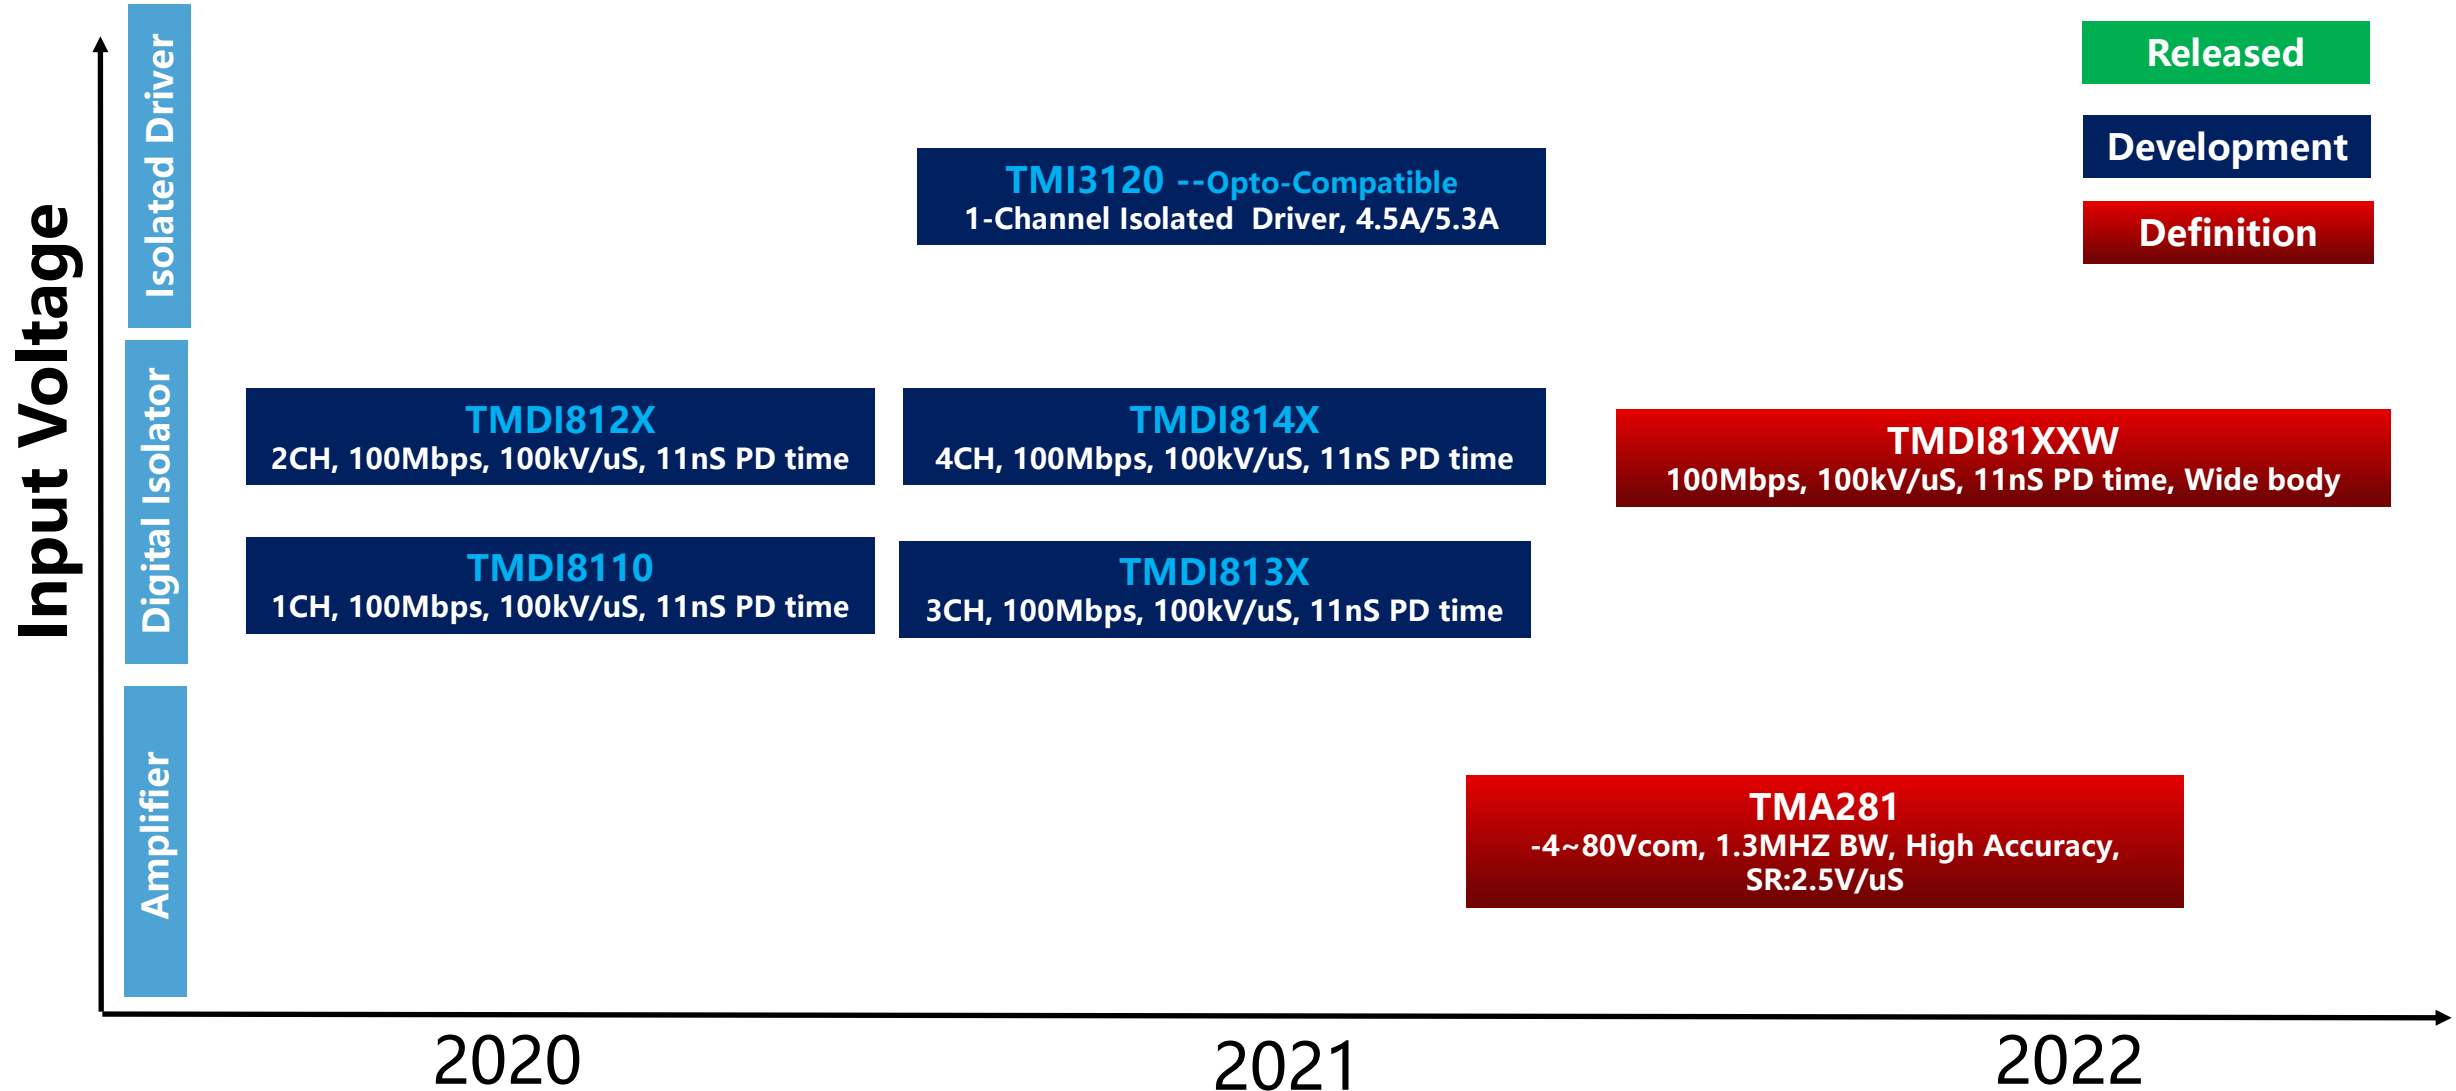 Released
Development
Definition
Input Voltage
Isolated Driver
TMI3120 --Opto-Compatible
1-Channel Isolated  Driver, 4.5A/5.3A
Digital Isolator
TMDI812X
2CH, 100Mbps, 100kV/uS, 11nS PD time
TMDI814X
4CH, 100Mbps, 100kV/uS, 11nS PD time
TMDI81XXW
100Mbps, 100kV/uS, 11nS PD time, Wide body
TMDI8110
1CH, 100Mbps, 100kV/uS, 11nS PD time
TMDI813X
3CH, 100Mbps, 100kV/uS, 11nS PD time
Amplifier
TMA281
-4~80Vcom, 1.3MHZ BW, High Accuracy,
SR:2.5V/uS
2020
2021
2022